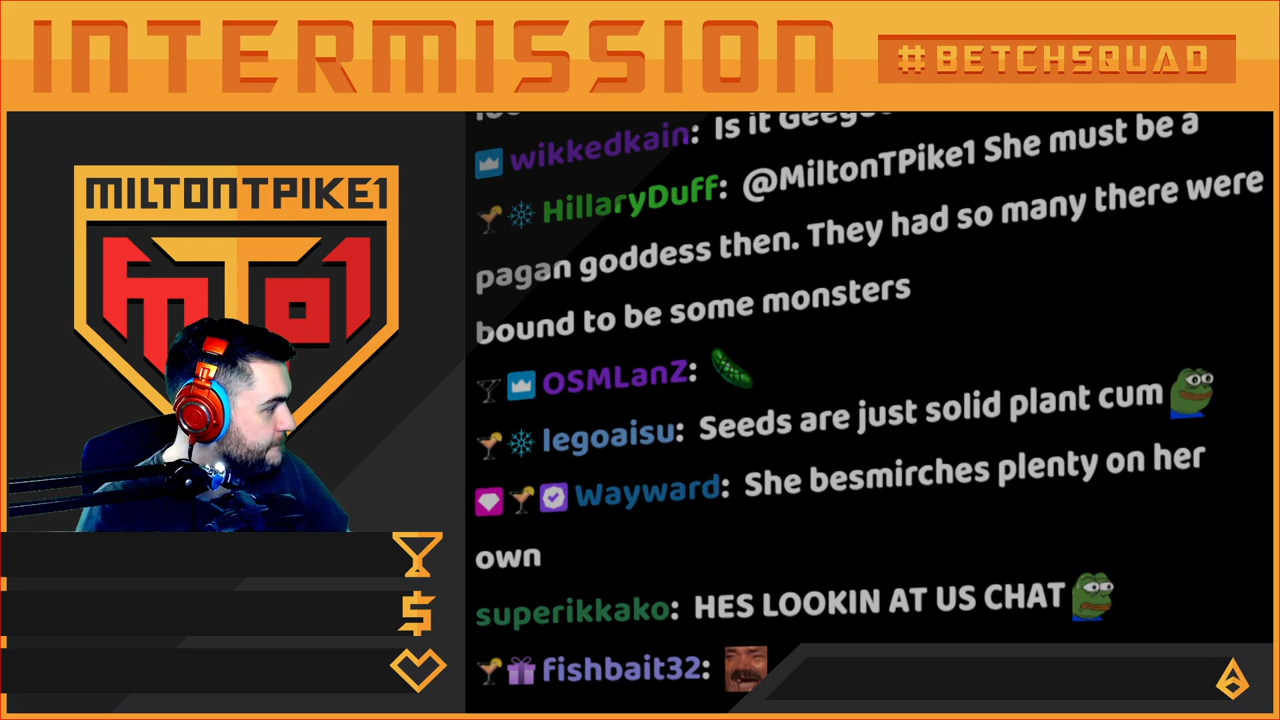 INTERMISSION
#BETCHSQUAD
MILTONTPIKE1
wikkedkain: Is it
HillaryDuff: @MiltonTPike1 She must be a
pagan goddess then. They had so many there were
bound to be some monsters
OSMLanZ:
legoaisu: Seeds are just solid plant cum
Wayward: She besmirches plenty on her
own
superikkako: HES LOOKIN AT US CHAT
fishbait32: